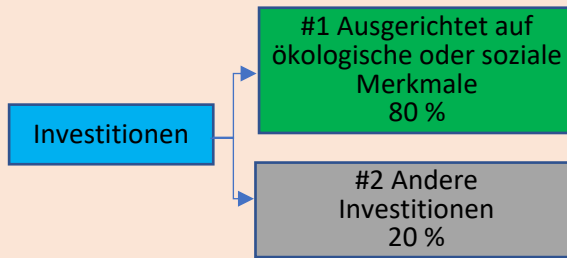 #1 Ausgerichtet auf
ökologische oder soziale
Merkmale
80 %
Investitionen
#2 Andere
Investitionen
20 %